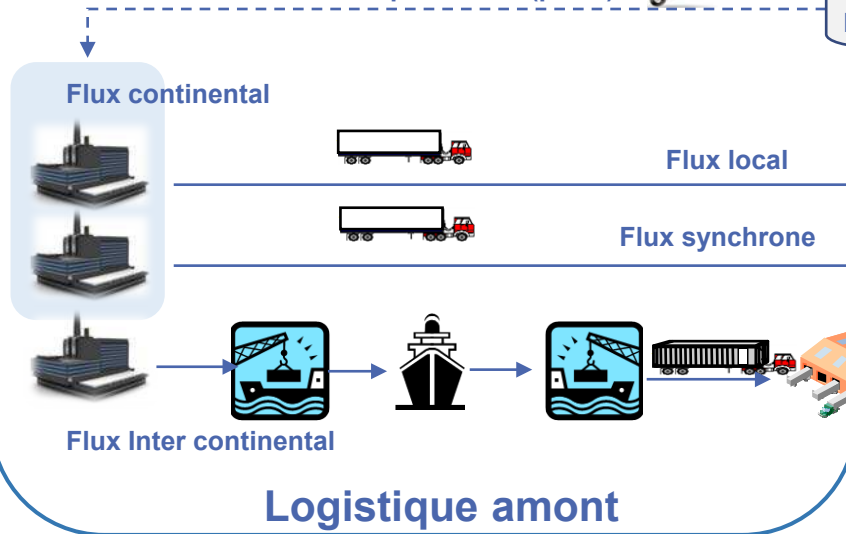 Flux continental
Flux local
Flux synchrone
Flux Inter continental
Logistique amont